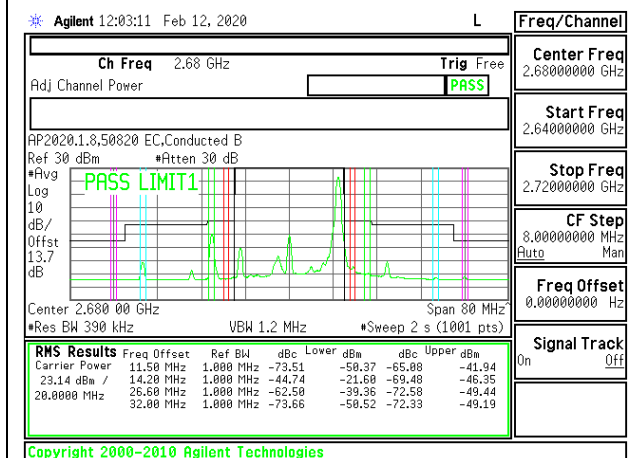 Agilent 12:03:11 Feb 12, 2020 L
Freq/Channel
Ch Freq 2.68 GHz Trig Free
Adj Channel Power PASS
AP2020.1.8,50820 EC,Conducted B
Ref 30 dBm #Atten 30 dB
#Avg
Log
10
dB/
Offst
13.7
dB
PASS LIMIT1
Center 2.680 00 GHz Span 80 MHz^
#Res BW 390 kHz VBW 1.2 MHz #Sweep 2 s (1001 pts)
RMS Results Freq Offset Ref BW dBc Lower dBm dBc Upper dBm
Carrier Power 11.50 MHz 1.000 MHz -73.51 -50.37 -65.08 -41.94
23.14 dBm / 14.20 MHz 1.000 MHz -44.74 -21.60 -69.48 -46.35
20.0000 MHz 26.60 MHz 1.000 MHz -62.50 -39.36 -72.58 -49.44
32.00 MHz 1.000 MHz -73.66 -50.52 -72.33 -49.19
Copyright 2000-2010 Agilent Technologies
Center Freq
2.68000000 GHz
Start Freq
2.64000000 GHz
Stop Freq
2.72000000 GHz
CF Step
8.00000000 MHz
Auto Man
Freq Offset
0.00000000 Hz
Signal Track
On Off